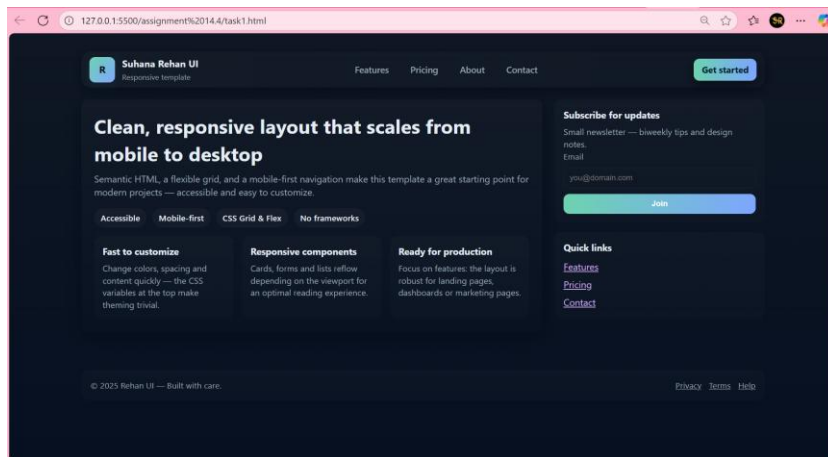 127.0.0.1:5500/assignment%2014.4/task1.html
SR
R
Suhana Rehan UI
Responsive template
Features
Pricing
About
Contact
Get started
Clean, responsive layout that scales from
mobile to desktop
Semantic HTML, a flexible grid, and a mobile-first navigation make this template a great starting point for
modern projects — accessible and easy to customize.
Accessible
Mobile-first
CSS Grid & Flex
No frameworks
Fast to customize
Change colors, spacing and
content quickly — the CSS
variables at the top make
theming trivial.
Responsive components
Cards, forms and lists reflow
depending on the viewport for
an optimal reading experience.
Ready for production
Focus on features: the layout is
robust for landing pages,
dashboards or marketing pages.
Subscribe for updates
Small newsletter — biweekly tips and design
notes.
Email
you@domain.com
Join
Quick links
Features
Pricing
Contact
© 2025 Rehan UI — Built with care.
Privacy Terms Help